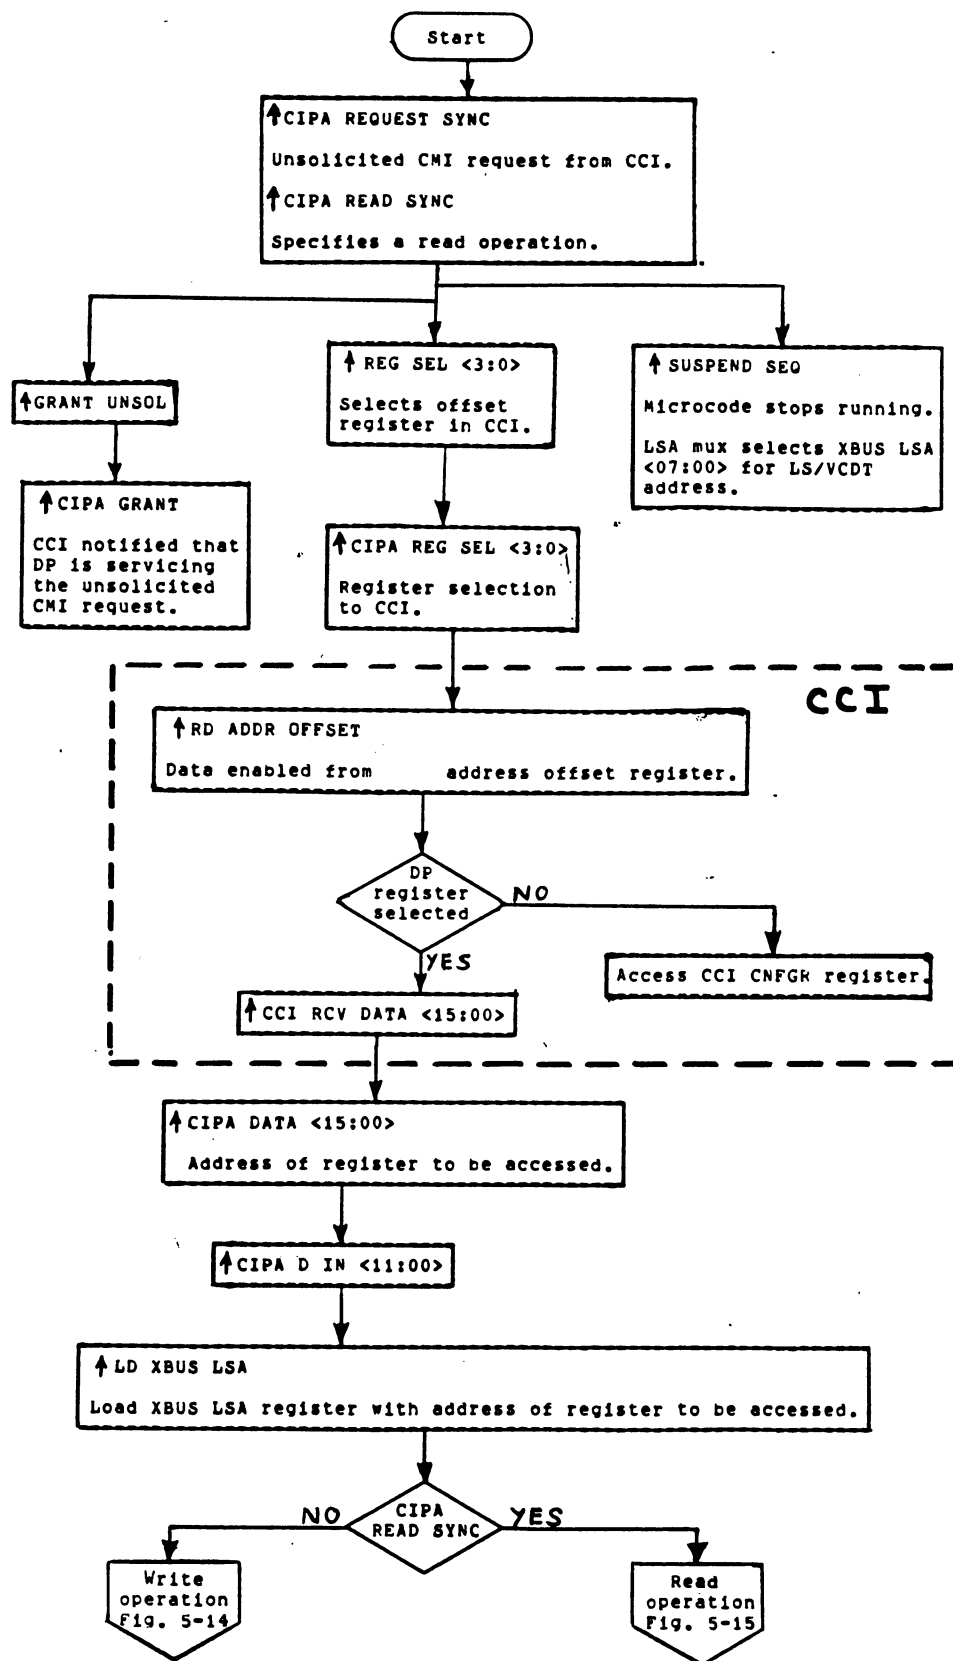 Start
↑CIPA REQUEST SYNC
Unsolicited CMI request from CCI.
↑CIPA READ SYNC
Specifies a read operation.
↑GRANT UNSOL
↑CIPA GRANT
CCI notified that
DP is servicing
the unsolicited
CMI request.
↑REG SEL <3:0>
Selects offset
register in CCI.
↑CIPA REG SEL <3:0>
Register selection
to CCI.
↑SUSPEND SEQ
Microcode stops running.
LSA mux selects XBUS LSA
<07:00> for LS/VCDT
address.
CCI
↑RD ADDR OFFSET
Data enabled from address offset register.
DP
register
selected
NO
YES
Access CCI CNFGR register.
↑CCI RCV DATA <15:00>
↑CIPA DATA <15:00>
Address of register to be accessed.
↑CIPA D IN <11:00>
↑LD XBUS LSA
Load XBUS LSA register with address of register to be accessed.
CIPA
READ SYNC
NO
YES
Write
operation
Fig. 5-14
Read
operation
Fig. 5-15